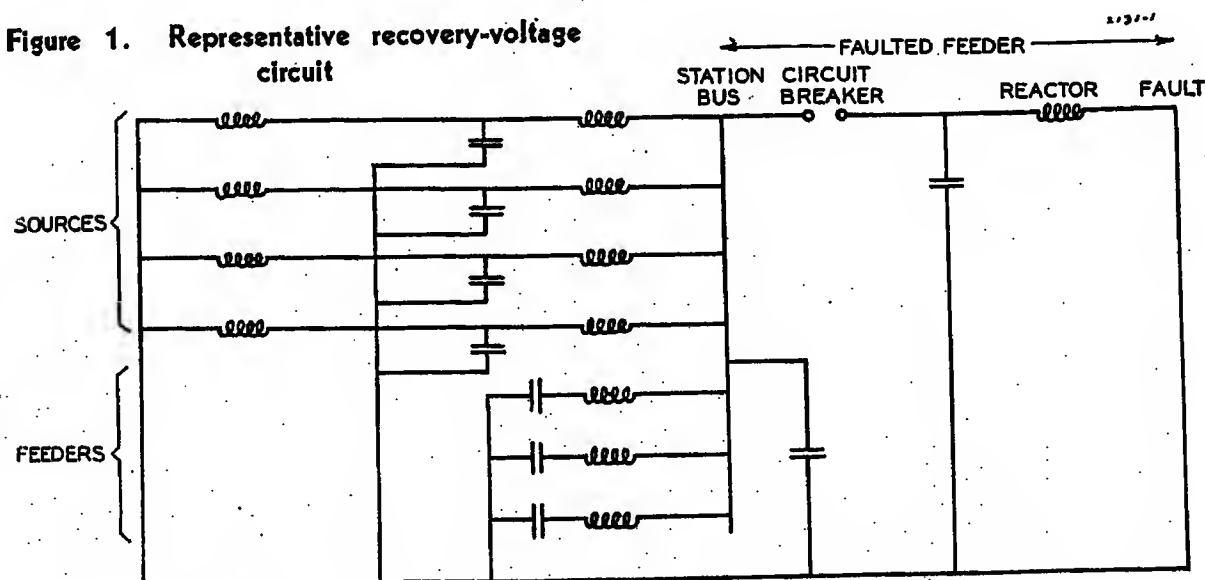 Figure 1. Representative recovery-voltage
circuit
FAULTED FEEDER
STATION
BUS
CIRCUIT
BREAKER
REACTOR
FAULT
SOURCES
FEEDERS